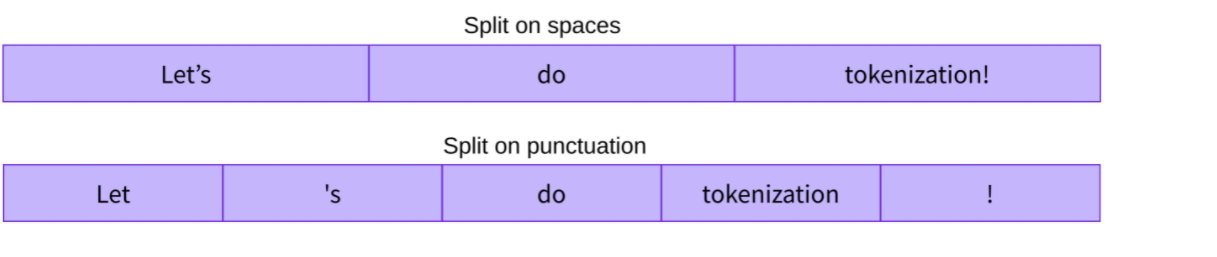 Split on spaces
Let’s do tokenization!
Split on punctuation
Let 's do tokenization !